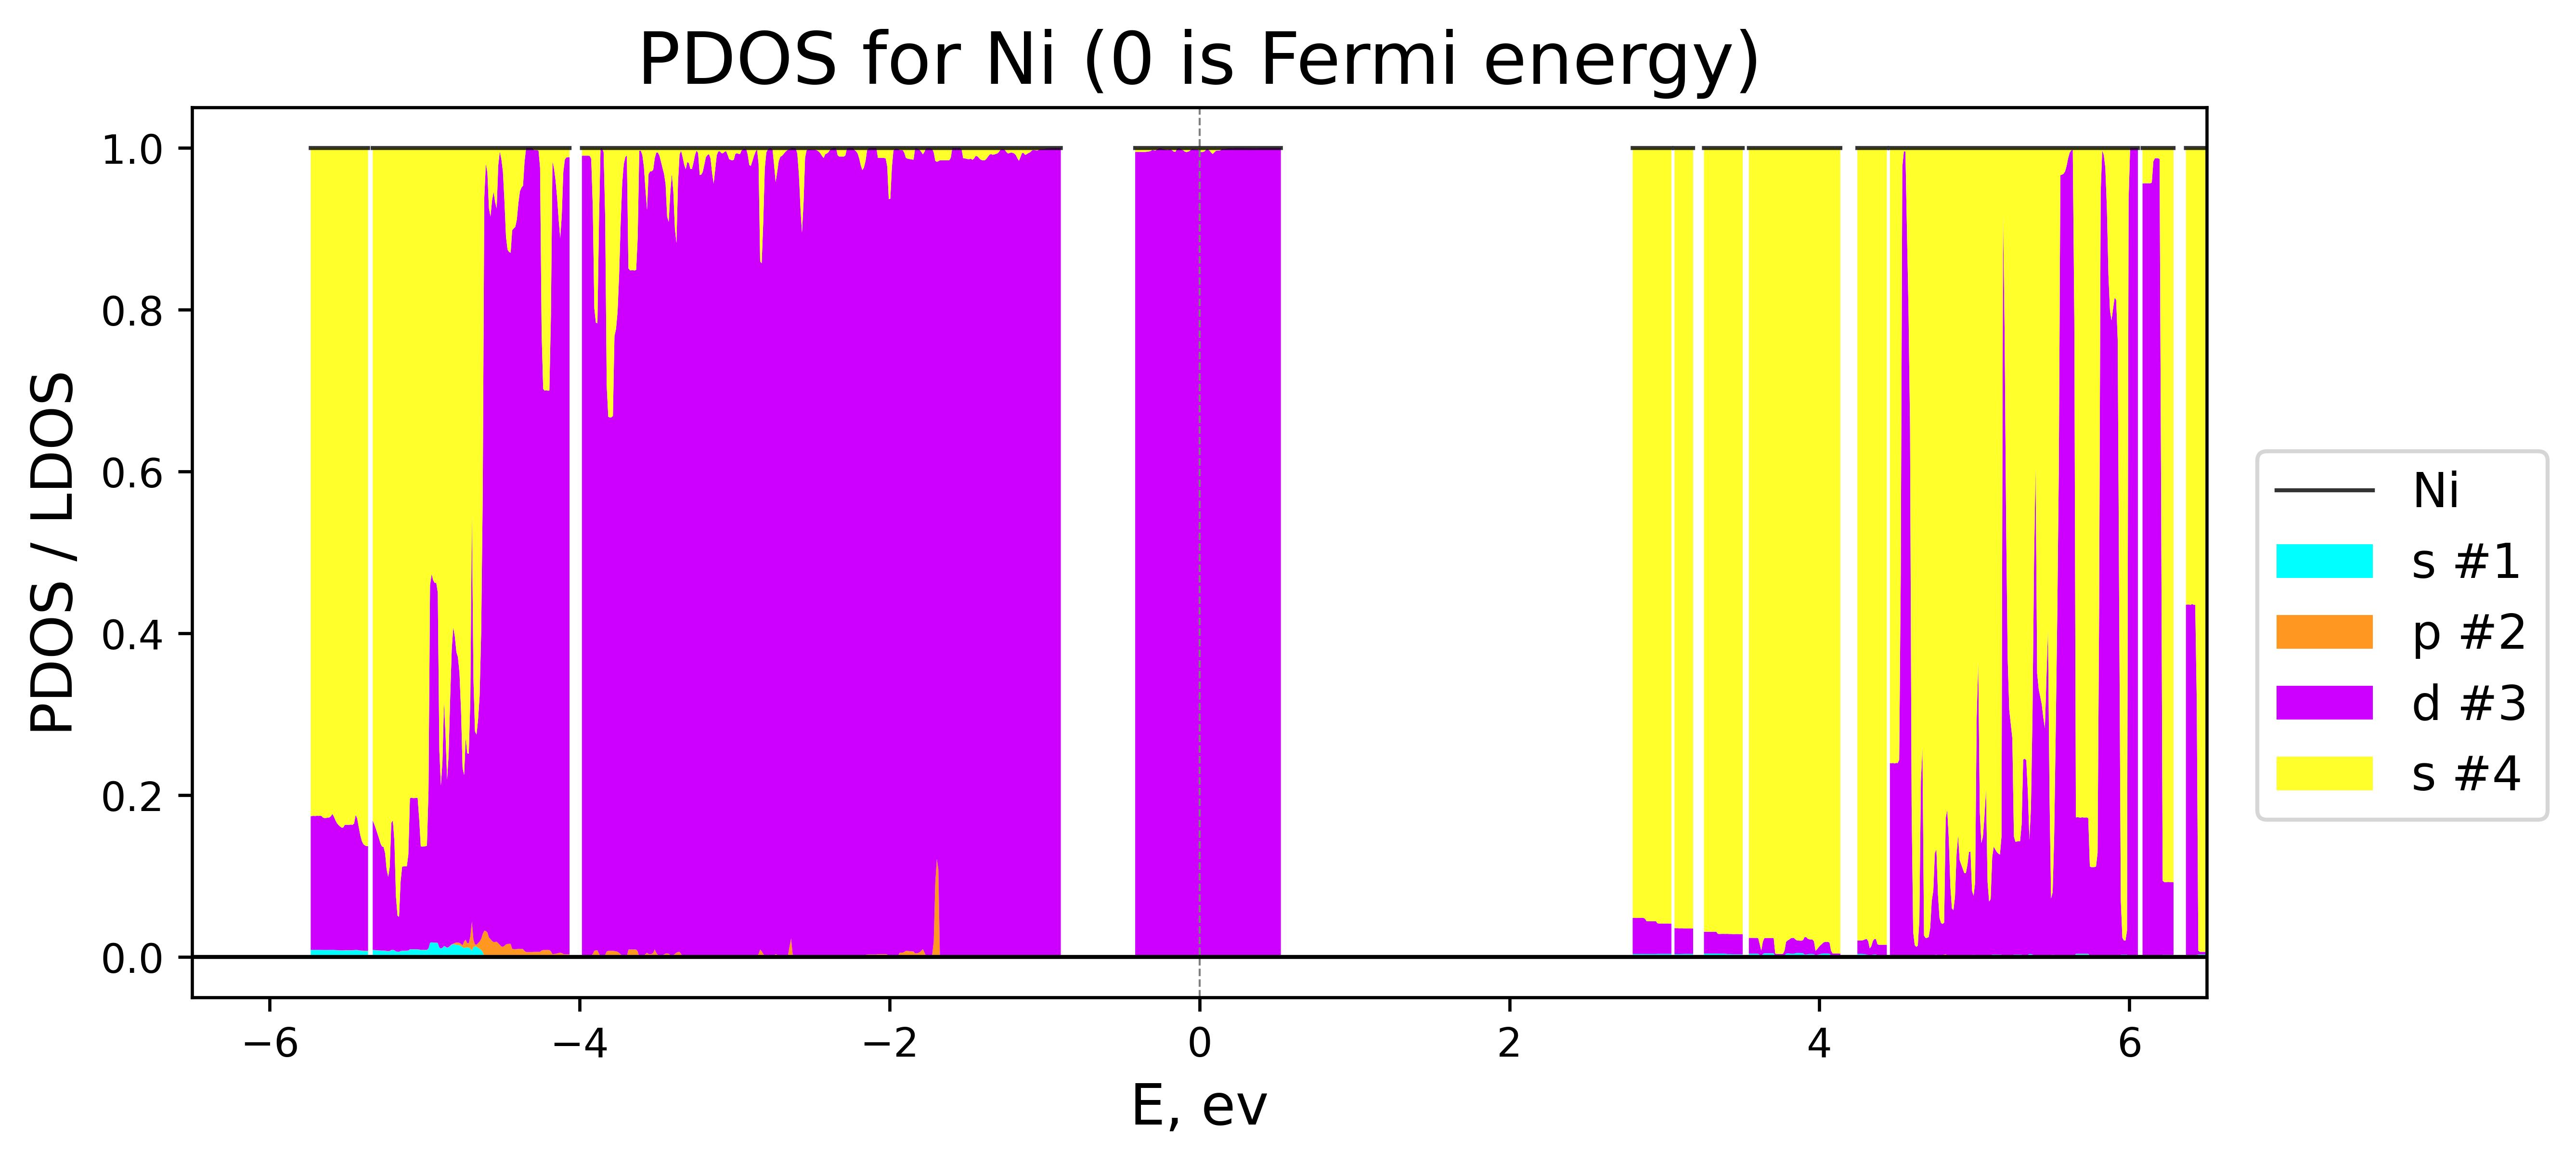 PDOS for Ni (0 is Fermi energy)
PDOS / LDOS
1.0
0.8
0.6
0.4
0.2
0.0
−6 −4 −2 0 2 4 6
E, ev
Ni
s #1
p #2
d #3
s #4